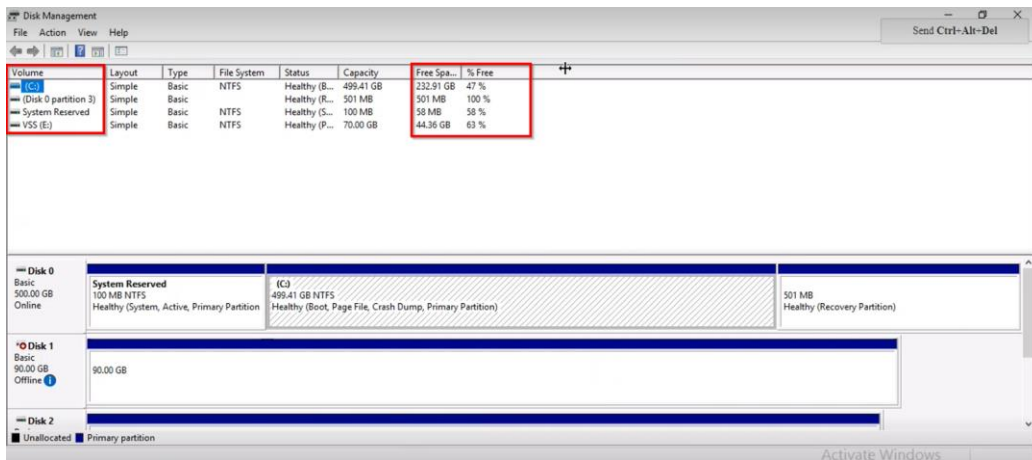 Disk Management
Send Ctrl+Alt+Del
File Action View Help
Volume Layout Type File System Status Capacity Free Spa... % Free
(C:) Simple Basic NTFS Healthy (B... 499.41 GB 232.91 GB 47 %
(Disk 0 partition 3) Simple Basic Healthy (R... 501 MB 501 MB 100 %
System Reserved Simple Basic NTFS Healthy (S... 100 MB 58 MB 58 %
VSS (E:) Simple Basic NTFS Healthy (P... 70.00 GB 44.36 GB 63 %
Disk 0
Basic
500.00 GB
Online
System Reserved
100 MB NTFS
Healthy (System, Active, Primary Partition
(C:)
499.41 GB NTFS
Healthy (Boot, Page File, Crash Dump, Primary Partition)
501 MB
Healthy (Recovery Partition)
Disk 1
Basic
90.00 GB
Offline
90.00 GB
Disk 2
Unallocated Primary partition
Activate Windows